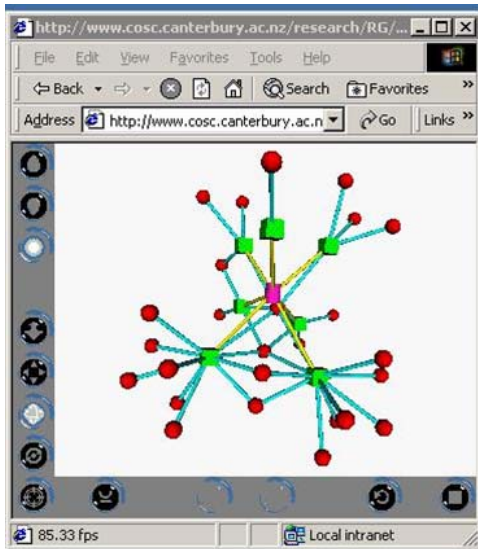 http://www.cosc.canterbury.ac.nz/research/RG/...
File Edit View Favorites Tools Help
Back Search Favorites »
Address http://www.cosc.canterbury.ac.n Go Links »
85.33 fps Local intranet